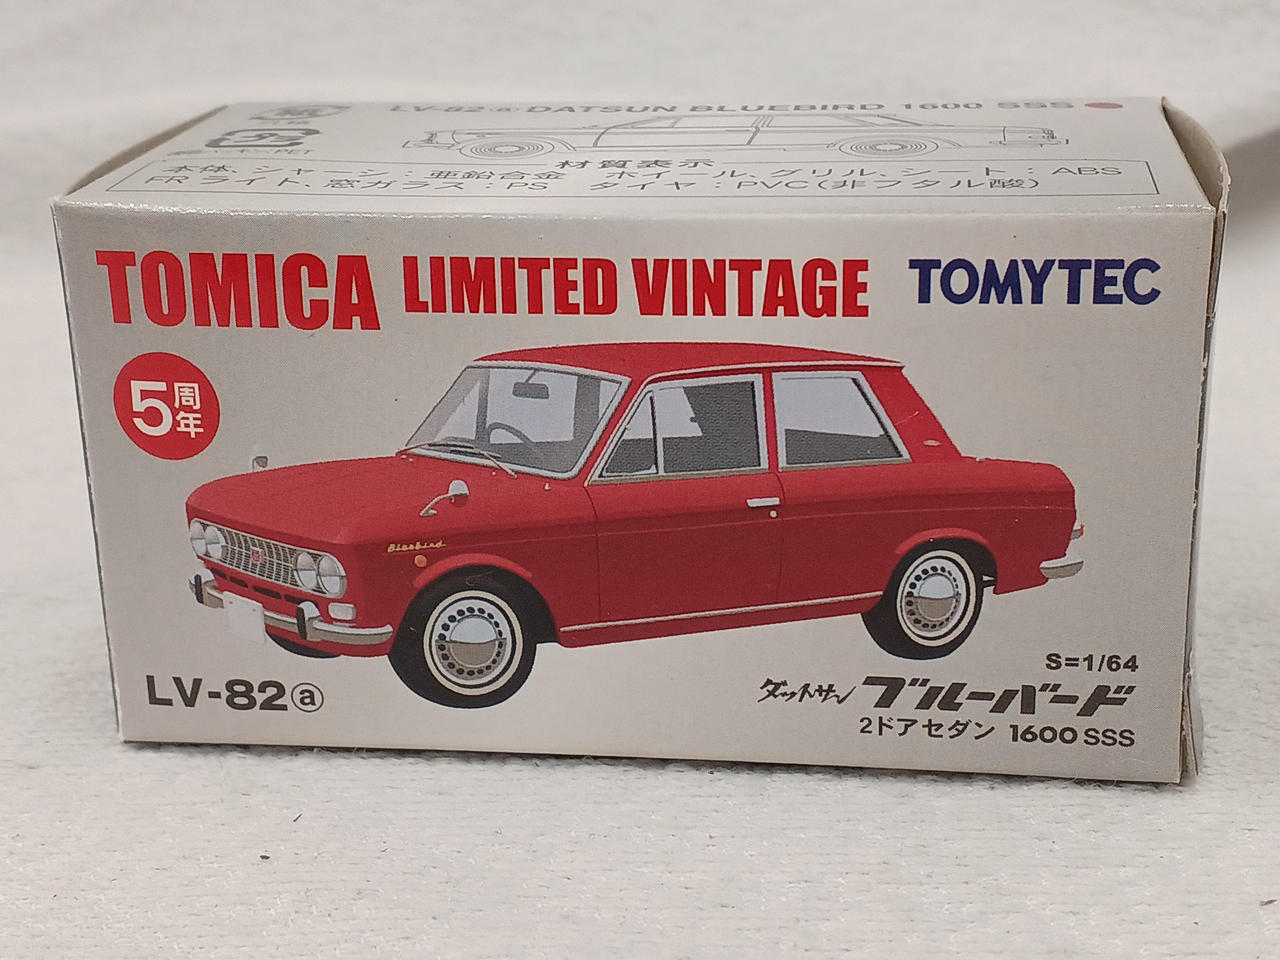 LV-82 ⓐ DATSUN BLUEBIRD 1600 SSS
PET
材質表示
本体、シャーシ：亜鉛合金 ホイール、グリル、シート：ABS
FRライト、窓ガラス：PS タイヤ：PVC(非フタル酸)
TOMICA LIMITED VINTAGE TOMYTEC
5周年
Bluebird
S=1/64
LV-82ⓐ
ダットサン ブルーバード
2ドアセダン 1600 SSS